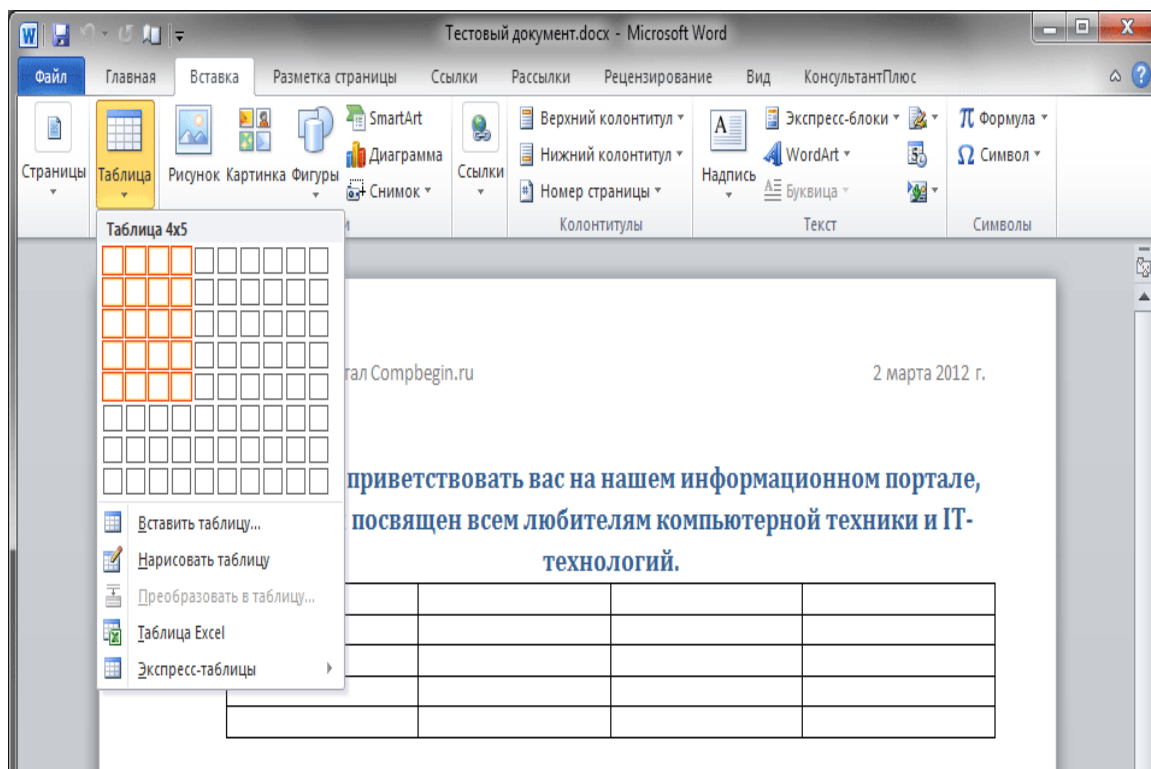 Тестовый документ.docx - Microsoft Word
Файл Главная Вставка Разметка страницы Ссылки Рассылки Рецензирование Вид КонсультантПлюс
Страницы
Таблица
Рисунок Картинка Фигуры
SmartArt
Диаграмма
Снимок
Ссылки
Верхний колонтитул
Нижний колонтитул
Номер страницы
Колонтитулы
Надпись
Экспресс-блоки
WordArt
Буквица
Текст
π Формула
Ω Символ
Символы
Таблица 4x5
Вставить таблицу...
Нарисовать таблицу
Преобразовать в таблицу...
Таблица Excel
Экспресс-таблицы
Compbegin.ru 2 марта 2012 г.
приветствовать вас на нашем информационном портале,
посвящен всем любителям компьютерной техники и IT-
технологий.